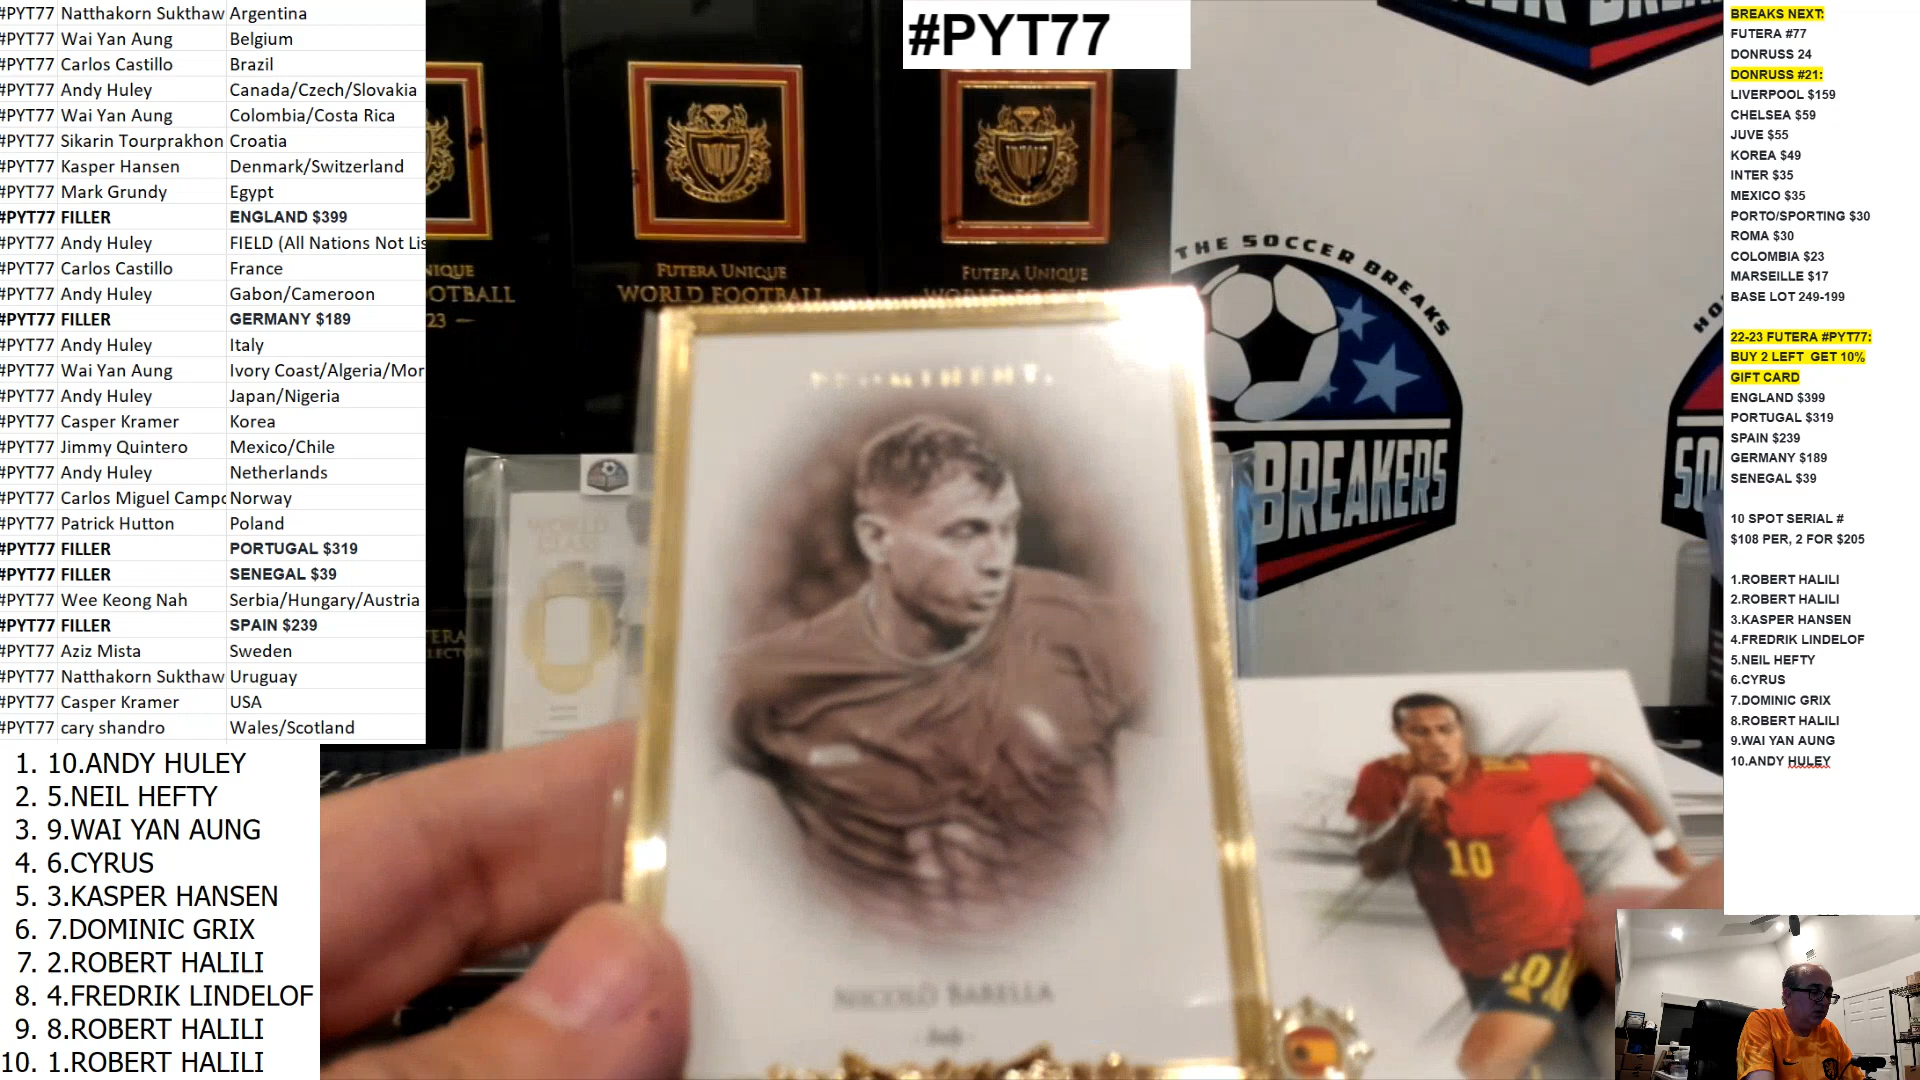 #PYT77 Natthakorn Sukthaw Argentina
#PYT77 Wai Yan Aung Belgium
#PYT77 Carlos Castillo Brazil
#PYT77 Andy Huley Canada/Czech/Slovakia
#PYT77 Wai Yan Aung Colombia/Costa Rica
#PYT77 Sikarin Tourprakhon Croatia
#PYT77 Kasper Hansen Denmark/Switzerland
#PYT77 Mark Grundy Egypt
#PYT77 FILLER ENGLAND $399
#PYT77 Andy Huley FIELD (All Nations Not Lis
#PYT77 Carlos Castillo France
#PYT77 Andy Huley Gabon/Cameroon
#PYT77 FILLER GERMANY $189
#PYT77 Andy Huley Italy
#PYT77 Wai Yan Aung Ivory Coast/Algeria/Mor
#PYT77 Andy Huley Japan/Nigeria
#PYT77 Casper Kramer Korea
#PYT77 Jimmy Quintero Mexico/Chile
#PYT77 Andy Huley Netherlands
#PYT77 Carlos Miguel Campo Norway
#PYT77 Patrick Hutton Poland
#PYT77 FILLER PORTUGAL $319
#PYT77 FILLER SENEGAL $39
#PYT77 Wee Keong Nah Serbia/Hungary/Austria
#PYT77 FILLER SPAIN $239
#PYT77 Aziz Mista Sweden
#PYT77 Natthakorn Sukthaw Uruguay
#PYT77 Casper Kramer USA
#PYT77 cary shandro Wales/Scotland
1. 10.ANDY HULEY
2. 5.NEIL HEFTY
3. 9.WAI YAN AUNG
4. 6.CYRUS
5. 3.KASPER HANSEN
6. 7.DOMINIC GRIX
7. 2.ROBERT HALILI
8. 4.FREDRIK LINDELOF
9. 8.ROBERT HALILI
10. 1.ROBERT HALILI
#PYT77
UNIQUE
FUTERA UNIQUE
WORLD FOOTBALL
UNIQUE
FUTERA UNIQUE
NIQUE
OTBALL
23
THE SOCCER BREAKS
BREAKERS
SO
WORLD
CLASS
NICOLÒ BARELLA
10
BREAKS NEXT:
FUTERA #77
DONRUSS 24
DONRUSS #21:
LIVERPOOL $159
CHELSEA $59
JUVE $55
KOREA $49
INTER $35
MEXICO $35
PORTO/SPORTING $30
ROMA $30
COLOMBIA $23
MARSEILLE $17
BASE LOT 249-199
22-23 FUTERA #PYT77:
BUY 2 LEFT GET 10%
GIFT CARD
ENGLAND $399
PORTUGAL $319
SPAIN $239
GERMANY $189
SENEGAL $39
10 SPOT SERIAL #
$108 PER, 2 FOR $205
1.ROBERT HALILI
2.ROBERT HALILI
3.KASPER HANSEN
4.FREDRIK LINDELOF
5.NEIL HEFTY
6.CYRUS
7.DOMINIC GRIX
8.ROBERT HALILI
9.WAI YAN AUNG
10.ANDY HULEY